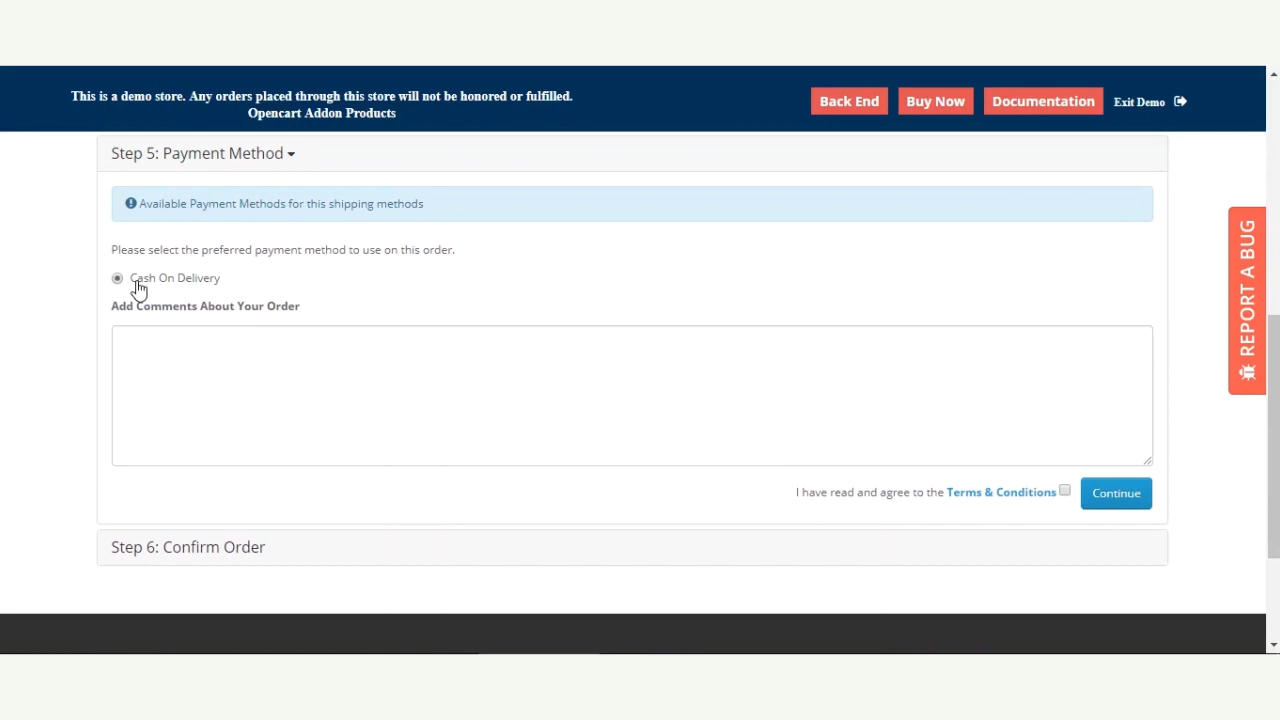 This is a demo store. Any orders placed through this store will not be honored or fulfilled.
Opencart Addon Products
Back End
Buy Now
Documentation
Exit Demo
Step 5: Payment Method
Available Payment Methods for this shipping methods
Please select the preferred payment method to use on this order.
Cash On Delivery
Add Comments About Your Order
I have read and agree to the Terms & Conditions
Continue
Step 6: Confirm Order
REPORT A BUG